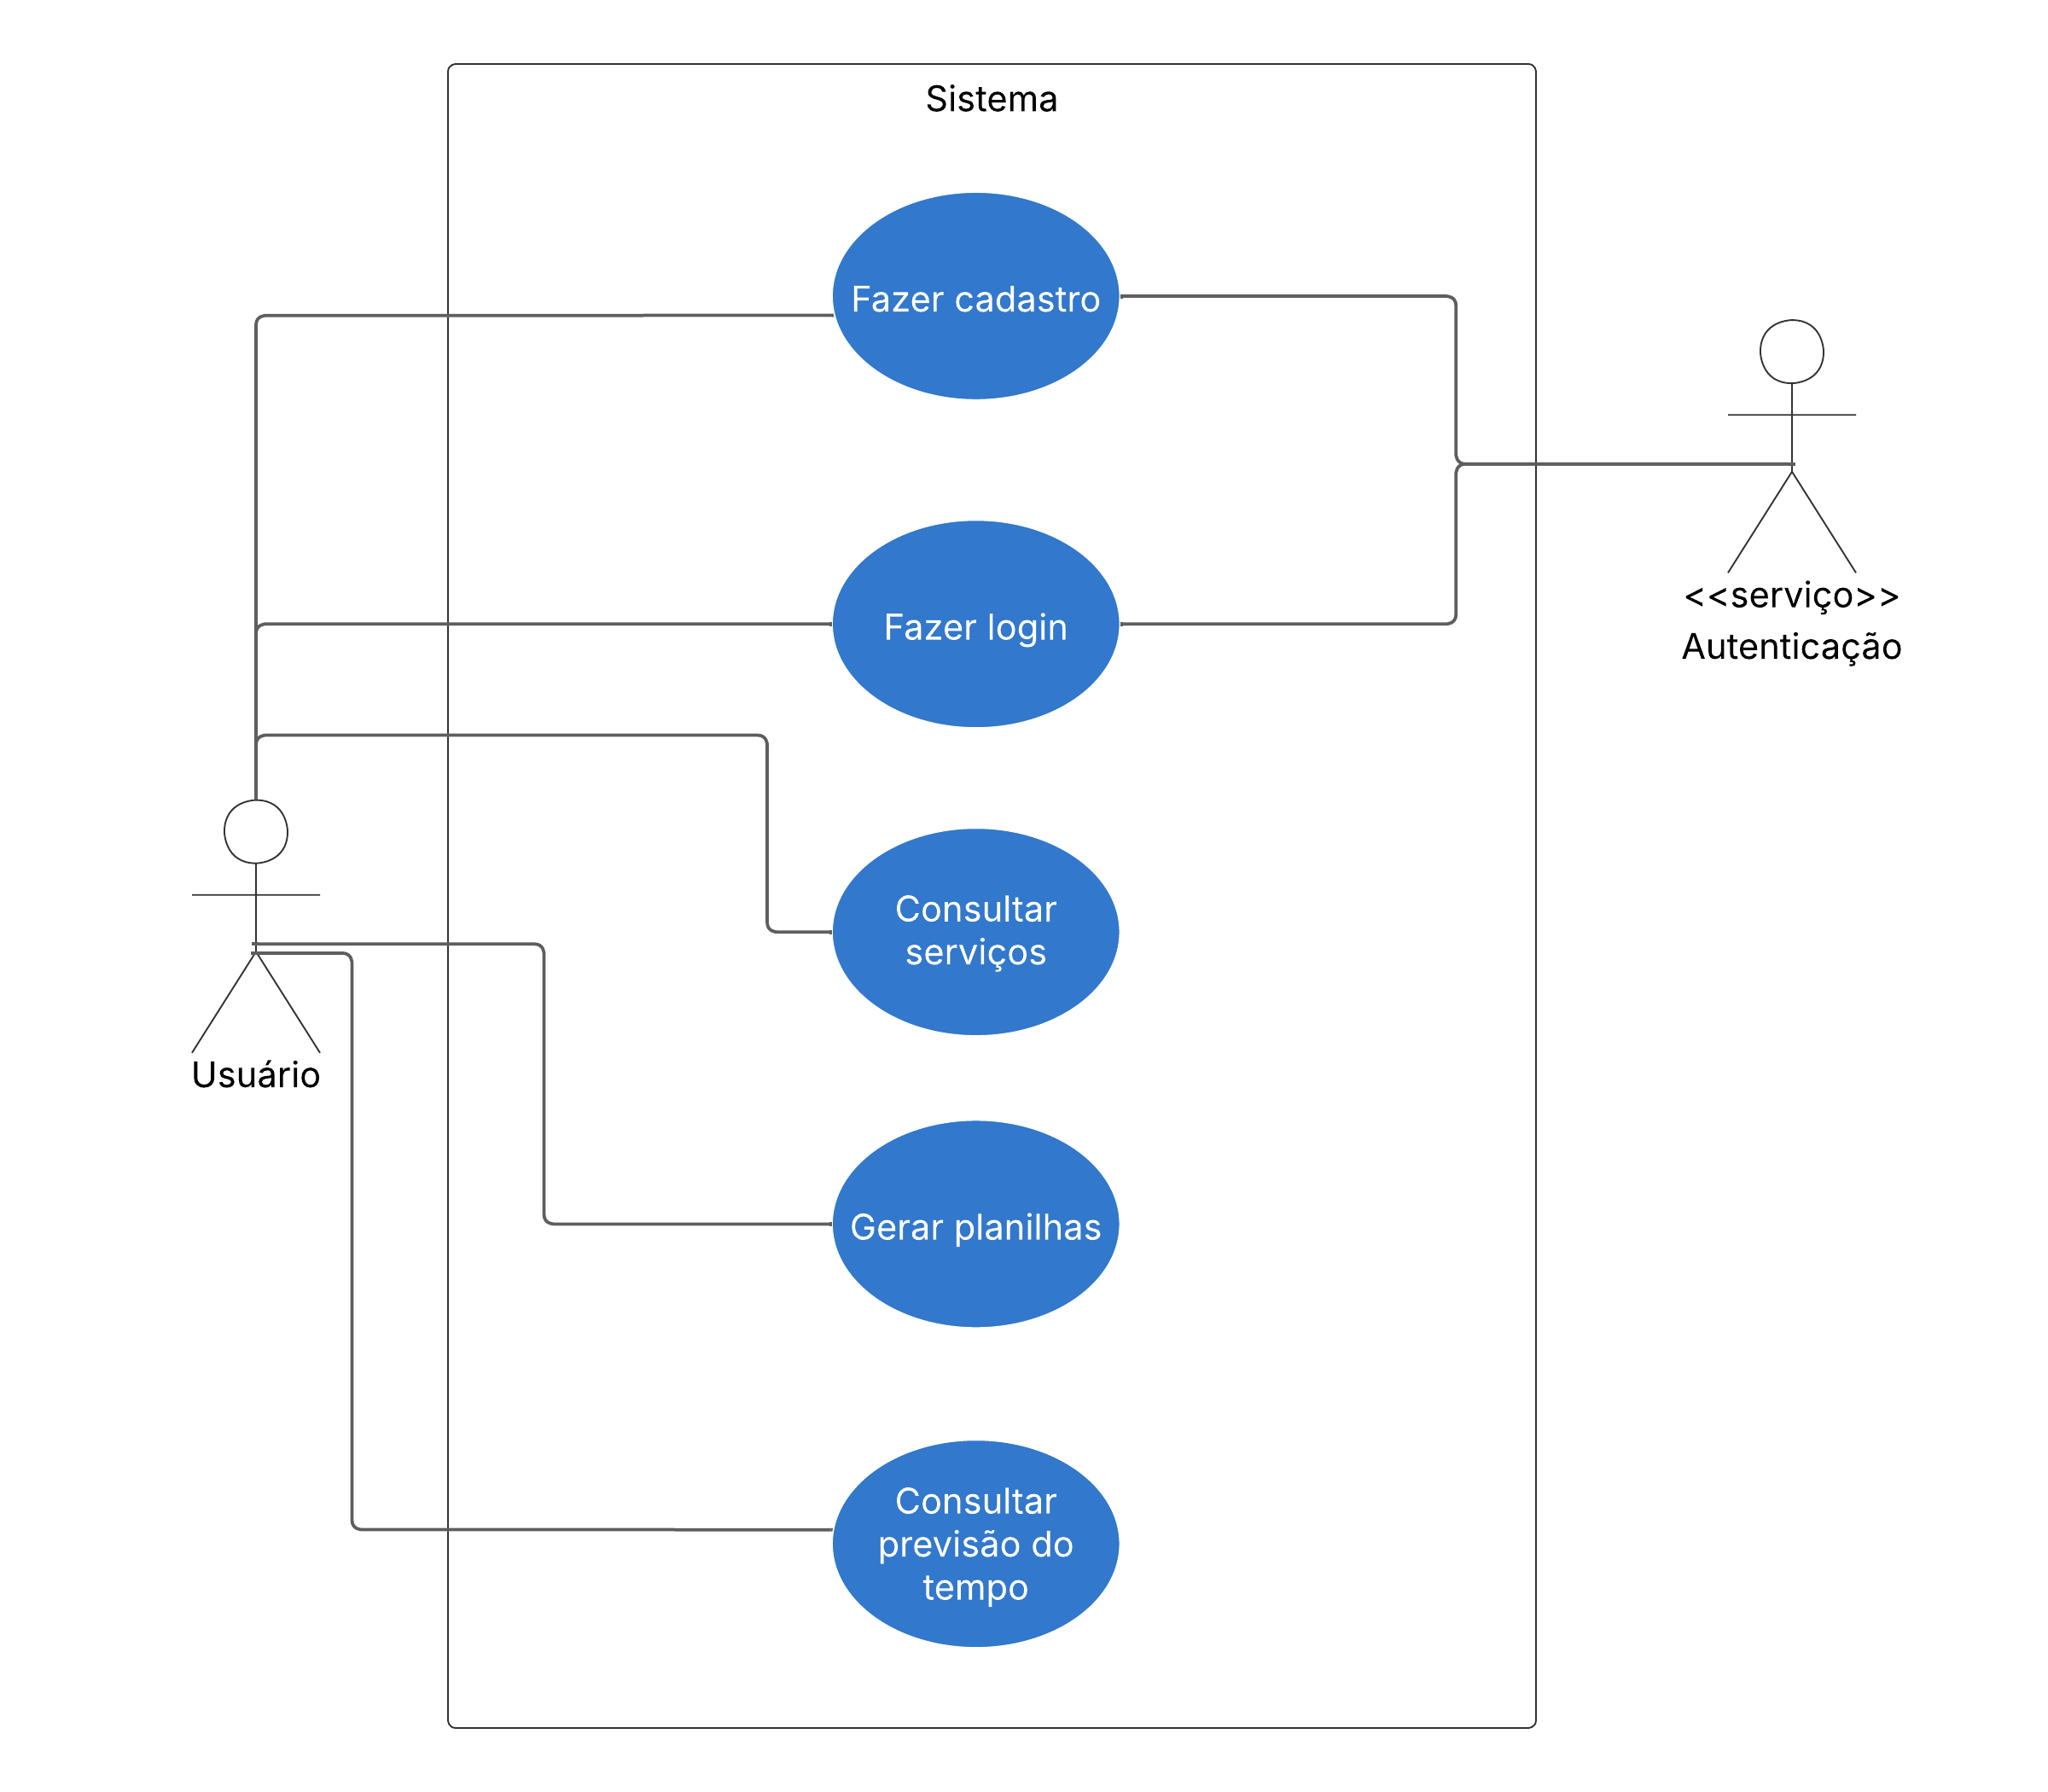 Sistema
Fazer cadastro
<<serviço>>
Autenticação
Fazer login
Consultar
serviços
Usuário
Gerar planilhas
Consultar
previsão do
tempo